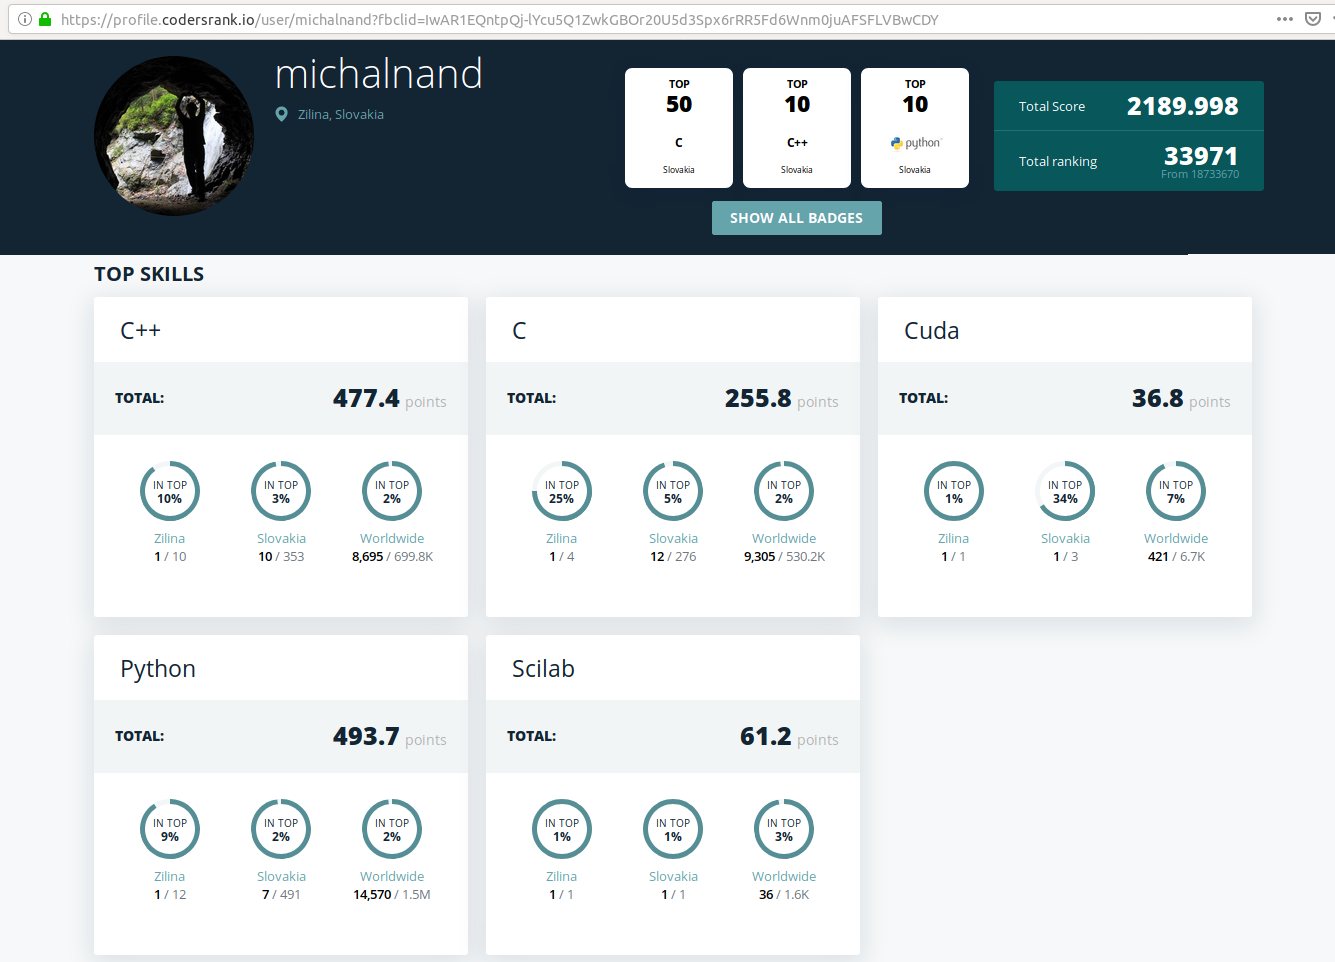 https://profile.codersrank.io/user/michalnand?fbclid=IwAR1EQntpQj-lYcu5Q1ZwkGBOr20U5d3Spx6rRR5Fd6Wnm0juAFSFLVBwCDY
michalnand
Zilina, Slovakia
TOP
50
C
Slovakia
TOP
10
C++
Slovakia
TOP
10
python
Slovakia
SHOW ALL BADGES
Total Score 2189.998
Total ranking 33971
From 18733670
TOP SKILLS
C++
TOTAL: 477.4 points
IN TOP 10%
Zilina
1 / 10
IN TOP 3%
Slovakia
10 / 353
IN TOP 2%
Worldwide
8,695 / 699.8K
C
TOTAL: 255.8 points
IN TOP 25%
Zilina
1 / 4
IN TOP 5%
Slovakia
12 / 276
IN TOP 2%
Worldwide
9,305 / 530.2K
Cuda
TOTAL: 36.8 points
IN TOP 1%
Zilina
1 / 1
IN TOP 34%
Slovakia
1 / 3
IN TOP 7%
Worldwide
421 / 6.7K
Python
TOTAL: 493.7 points
IN TOP 9%
Zilina
1 / 12
IN TOP 2%
Slovakia
7 / 491
IN TOP 2%
Worldwide
14,570 / 1.5M
Scilab
TOTAL: 61.2 points
IN TOP 1%
Zilina
1 / 1
IN TOP 1%
Slovakia
1 / 1
IN TOP 3%
Worldwide
36 / 1.6K